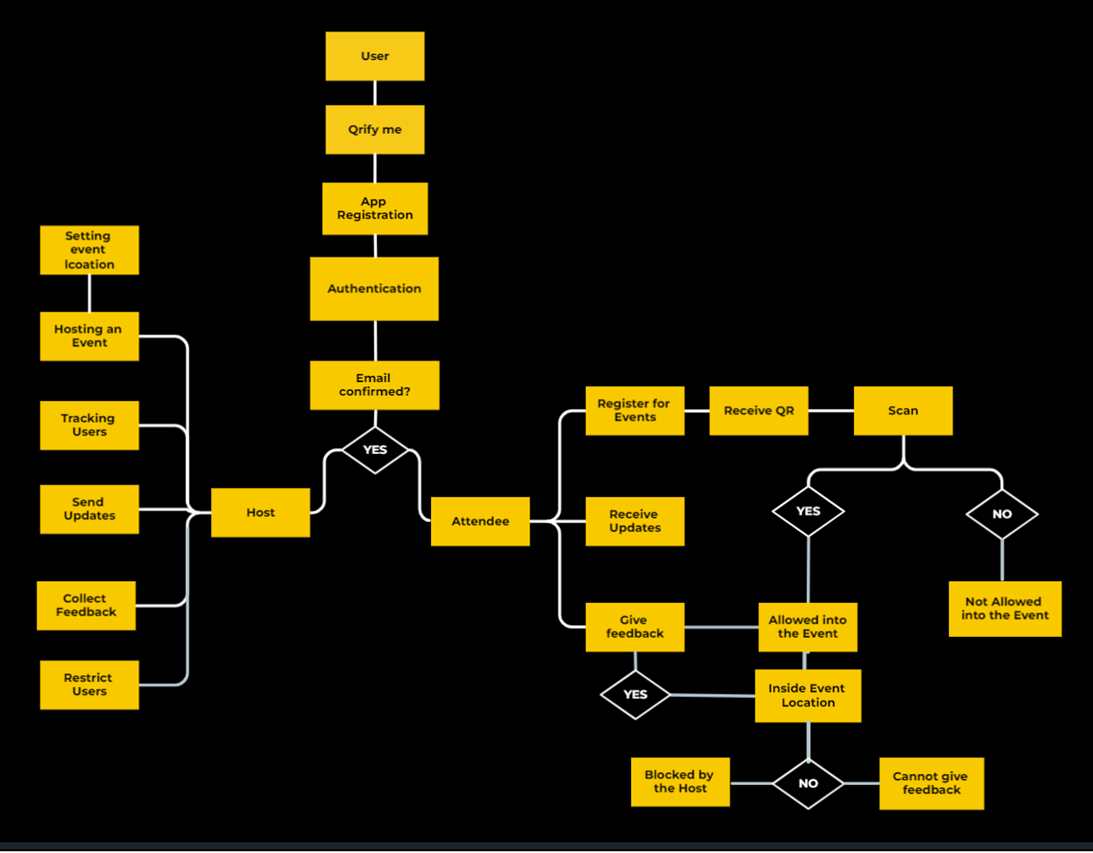 User
Qrify me
App
Registration
Authentication
Email
confirmed?
YES
Setting
event
lcoation
Hosting an
Event
Tracking
Users
Send
Updates
Collect
Feedback
Restrict
Users
Host
Attendee
Register for
Events
Receive QR
Scan
Receive
Updates
YES
NO
Not Allowed
into the Event
Give
feedback
Allowed into
the Event
YES
Inside Event
Location
Blocked by
the Host
NO
Cannot give
feedback